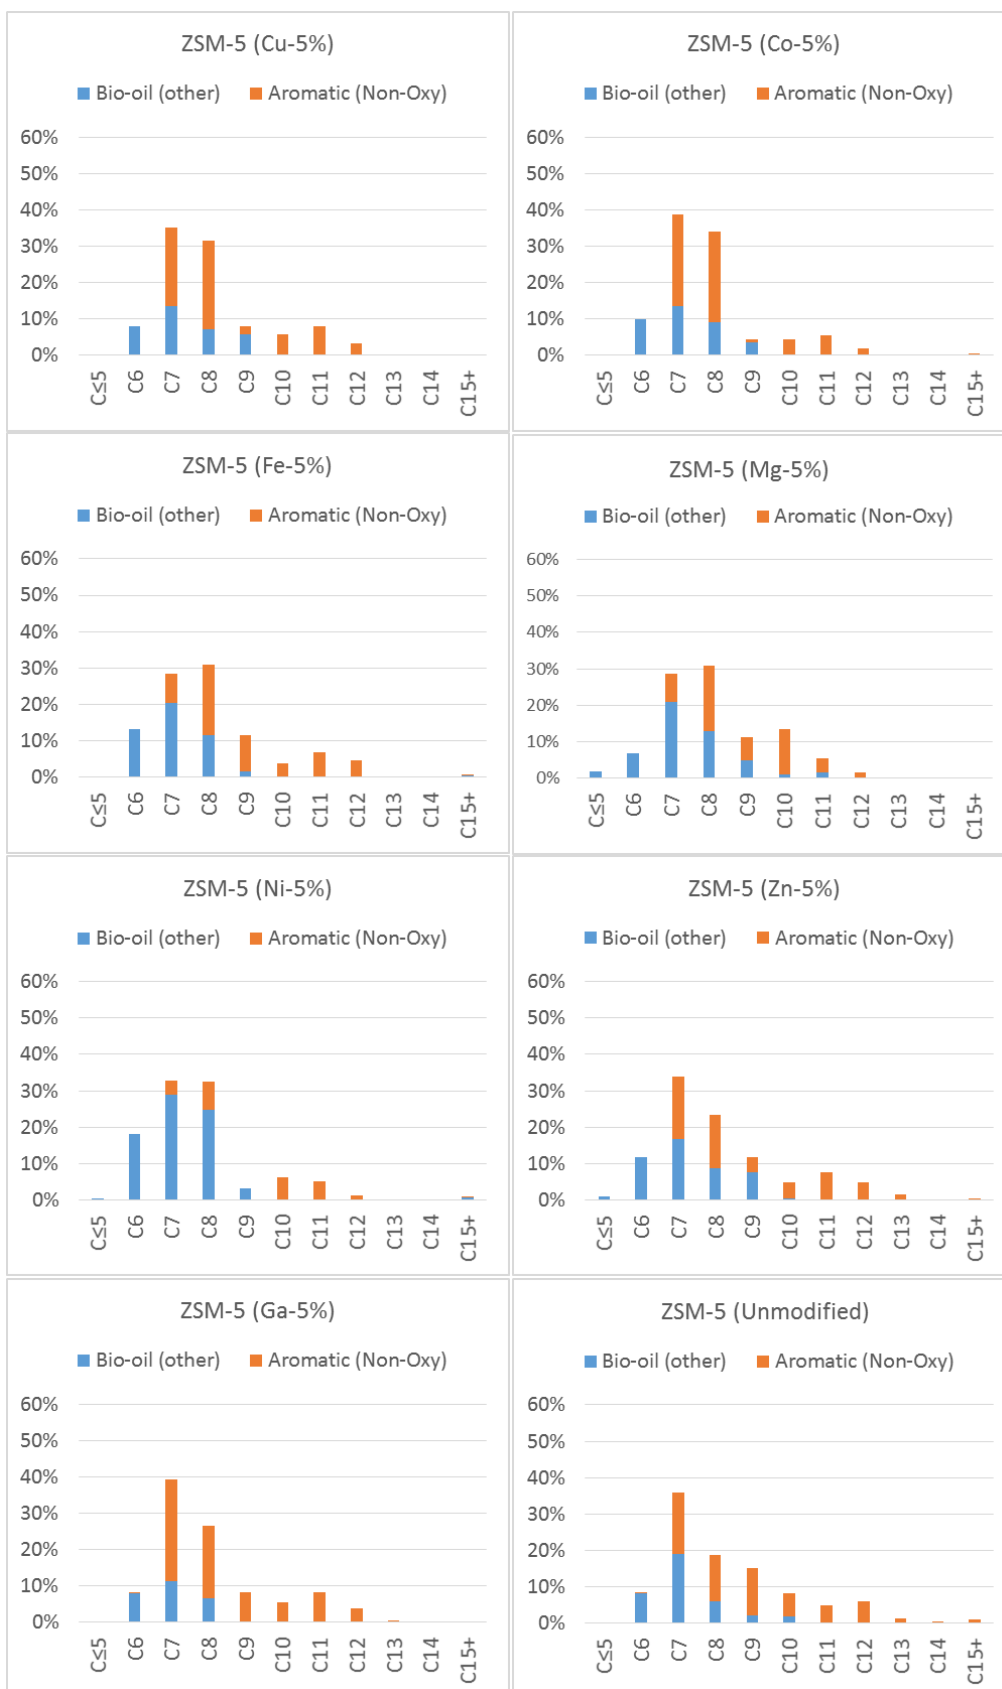 ZSM-5 (Cu-5%)
Bio-oil (other) Aromatic (Non-Oxy)
60%
50%
40%
30%
20%
10%
0%
C≤5 C6 C7 C8 C9 C10 C11 C12 C13 C14 C15+
ZSM-5 (Co-5%)
Bio-oil (other) Aromatic (Non-Oxy)
60%
50%
40%
30%
20%
10%
0%
C≤5 C6 C7 C8 C9 C10 C11 C12 C13 C14 C15+
ZSM-5 (Fe-5%)
Bio-oil (other) Aromatic (Non-Oxy)
60%
50%
40%
30%
20%
10%
0%
C≤5 C6 C7 C8 C9 C10 C11 C12 C13 C14 C15+
ZSM-5 (Mg-5%)
Bio-oil (other) Aromatic (Non-Oxy)
60%
50%
40%
30%
20%
10%
0%
C≤5 C6 C7 C8 C9 C10 C11 C12 C13 C14 C15+
ZSM-5 (Ni-5%)
Bio-oil (other) Aromatic (Non-Oxy)
60%
50%
40%
30%
20%
10%
0%
C≤5 C6 C7 C8 C9 C10 C11 C12 C13 C14 C15+
ZSM-5 (Zn-5%)
Bio-oil (other) Aromatic (Non-Oxy)
60%
50%
40%
30%
20%
10%
0%
C≤5 C6 C7 C8 C9 C10 C11 C12 C13 C14 C15+
ZSM-5 (Ga-5%)
Bio-oil (other) Aromatic (Non-Oxy)
60%
50%
40%
30%
20%
10%
0%
C≤5 C6 C7 C8 C9 C10 C11 C12 C13 C14 C15+
ZSM-5 (Unmodified)
Bio-oil (other) Aromatic (Non-Oxy)
60%
50%
40%
30%
20%
10%
0%
C≤5 C6 C7 C8 C9 C10 C11 C12 C13 C14 C15+